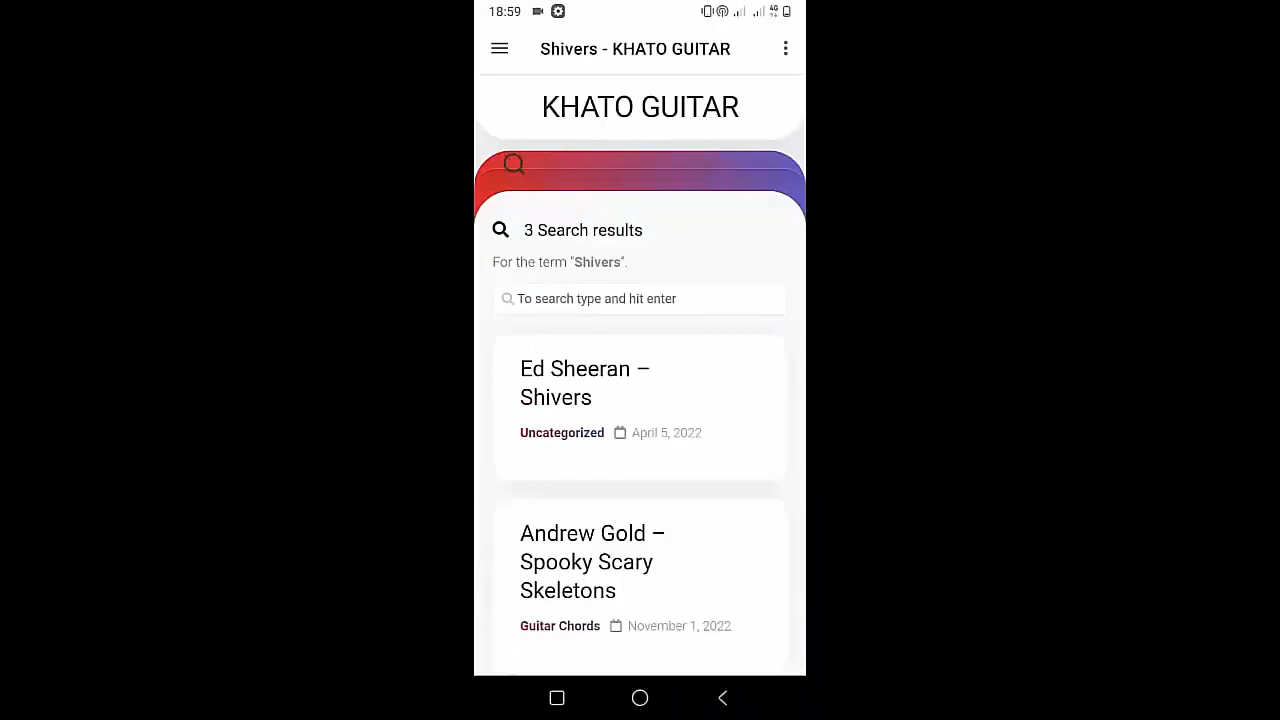 18:59
4G
Shivers - KHATO GUITAR
KHATO GUITAR
3 Search results
For the term "Shivers".
To search type and hit enter
Ed Sheeran –
Shivers
Uncategorized April 5, 2022
Andrew Gold –
Spooky Scary
Skeletons
Guitar Chords November 1, 2022